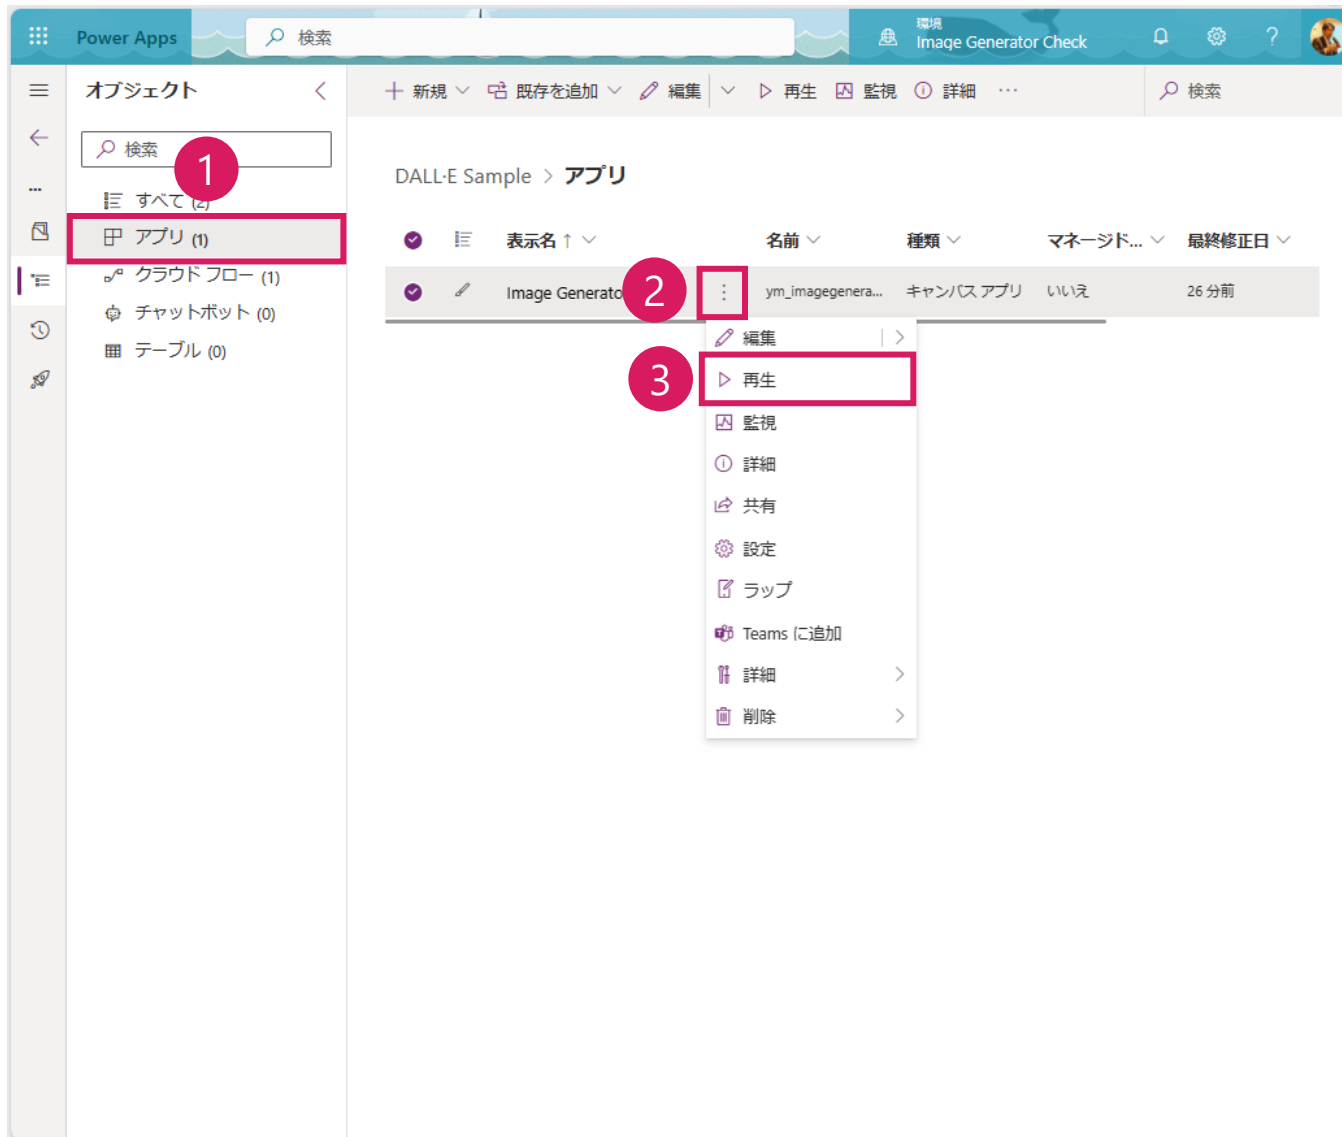 Power Apps
検索
環境
Image Generator Check
?
オブジェクト
新規
既存を追加
編集
再生
監視
詳細
…
検索
検索
1
すべて (2)
アプリ (1)
クラウド フロー (1)
チャットボット (0)
テーブル (0)
DALL·E Sample > アプリ
表示名 ↑
名前
種類
マネージド...
最終修正日
Image Generato
2
ym_imagegenera...
キャンバス アプリ
いいえ
26 分前
編集
3
再生
監視
詳細
共有
設定
ラップ
Teams に追加
詳細
削除